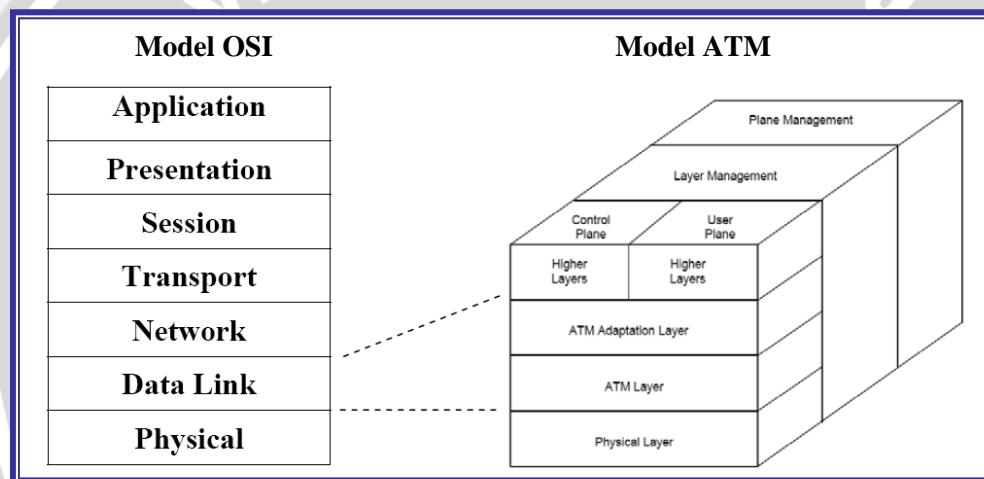 Model OSI
Application
Presentation
Session
Transport
Network
Data Link
Physical
Model ATM
Plane Management
Layer Management
Control
Plane
User
Plane
Higher
Layers
Higher
Layers
ATM Adaptation Layer
ATM Layer
Physical Layer